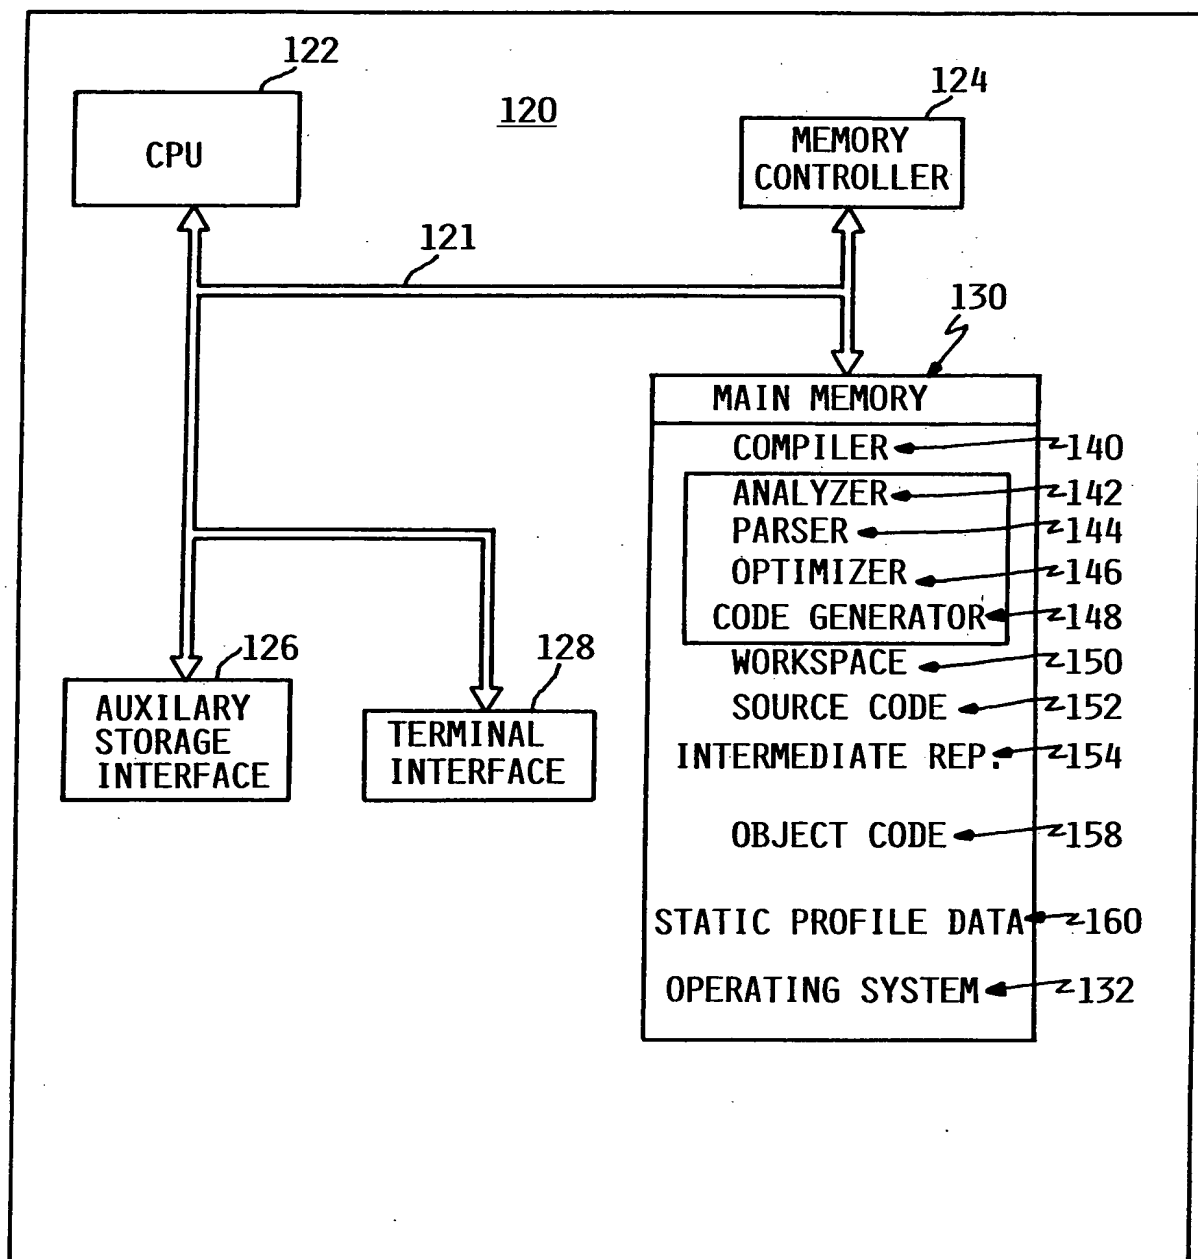 122
CPU
120
124
MEMORY
CONTROLLER
121
130
MAIN MEMORY
COMPILER 140
ANALYZER 142
PARSER 144
OPTIMIZER 146
CODE GENERATOR 148
WORKSPACE 150
SOURCE CODE 152
INTERMEDIATE REP. 154
OBJECT CODE 158
STATIC PROFILE DATA 160
OPERATING SYSTEM 132
126
AUXILARY
STORAGE
INTERFACE
128
TERMINAL
INTERFACE